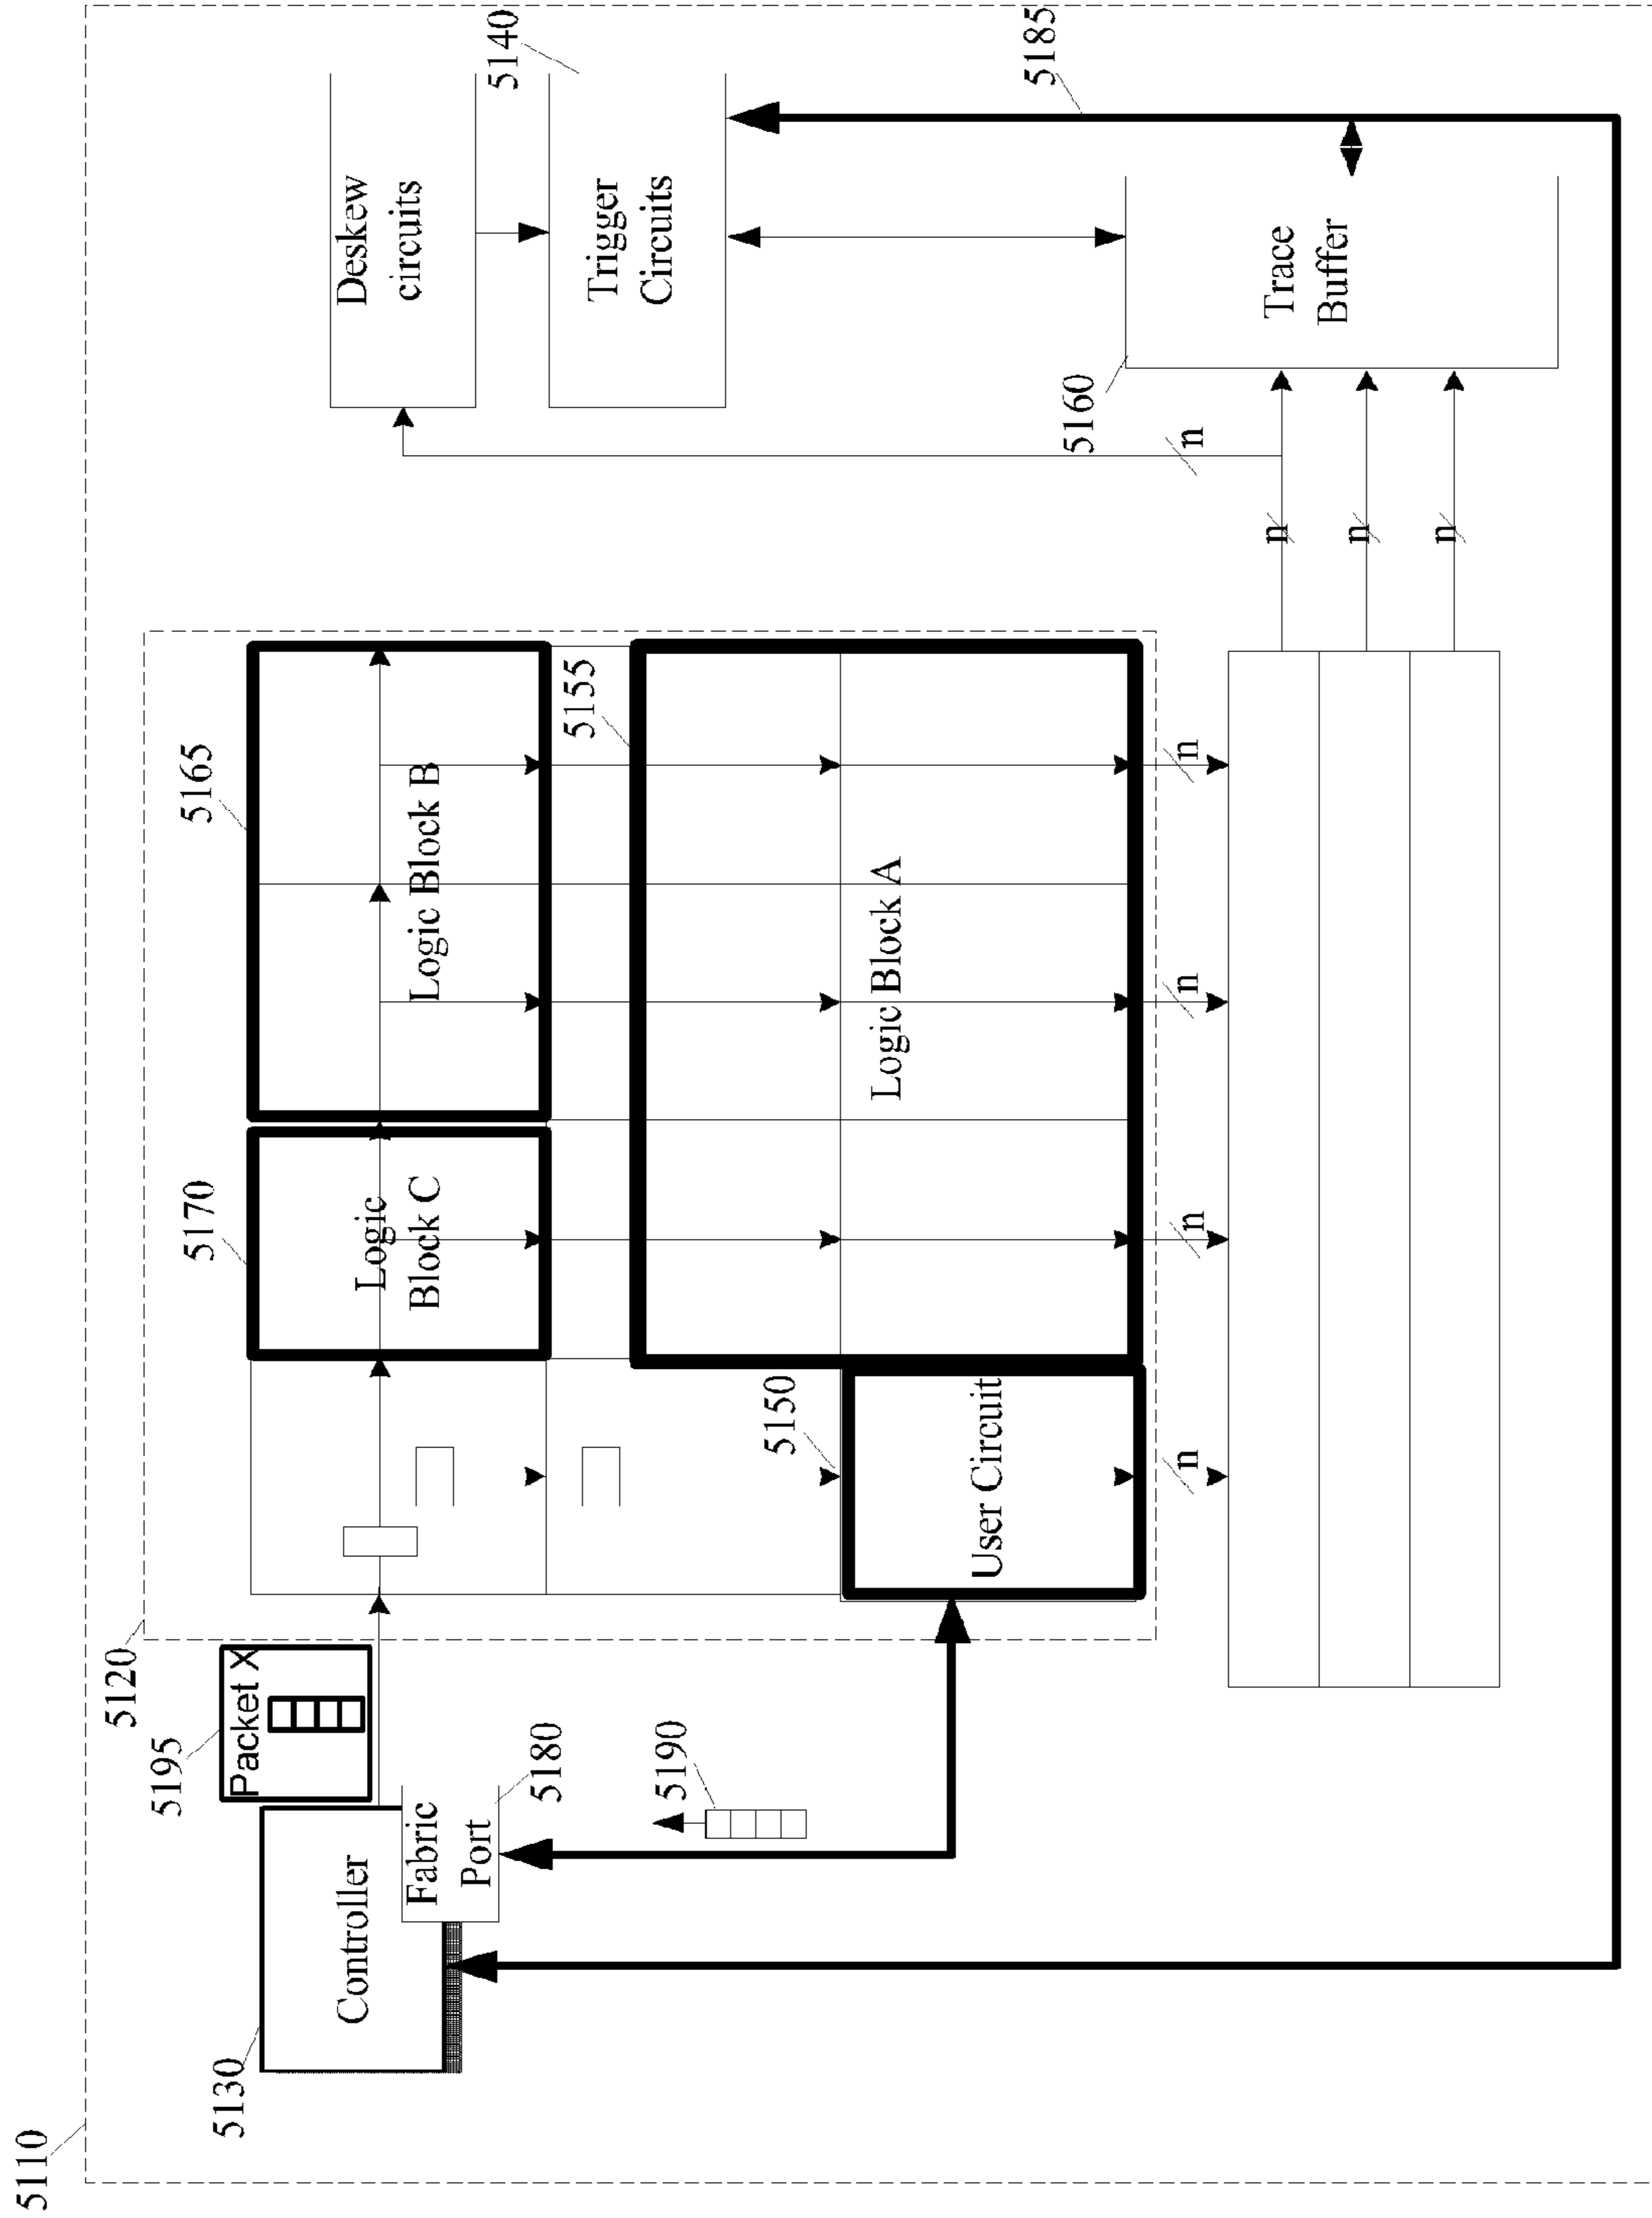 5110
5130
Controller
Fabric
Port
5180
5195
Packet X
5190
5120
5170
Logic
Block C
5165
Logic Block B
5155
Logic Block A
5150
User Circuit
n
n
n
n
n
n
n
n
Deskew
circuits
5140
Trigger
Circuits
5185
5160
Trace
Buffer